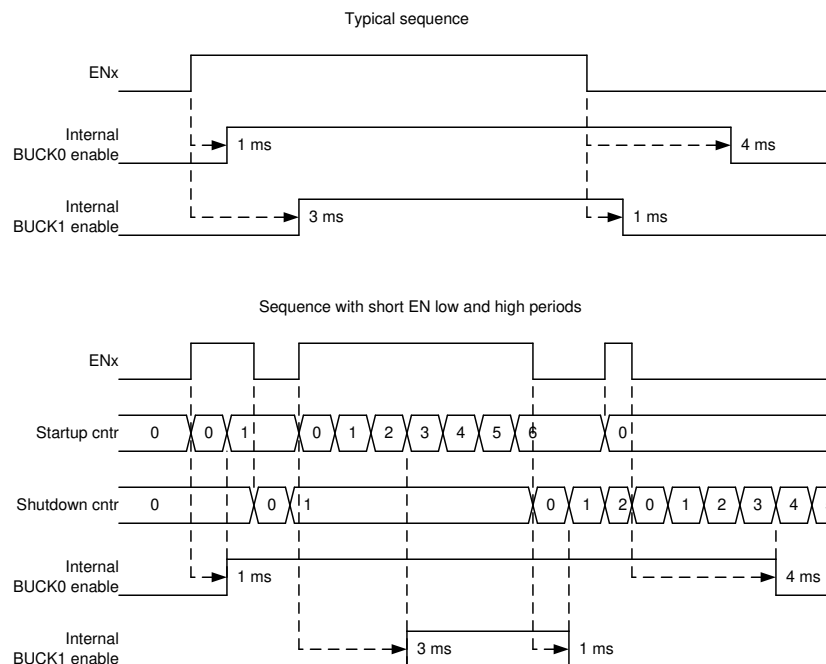 Typical sequence
ENx
Internal
BUCK0 enable
1 ms
4 ms
Internal
BUCK1 enable
3 ms
1 ms
Sequence with short EN low and high periods
ENx
Startup cntr
0 0 1 0 1 2 3 4 5 6 0
Shutdown cntr
0 0 1 0 1 2 0 1 2 3 4
Internal
BUCK0 enable
1 ms
4 ms
Internal
BUCK1 enable
3 ms
1 ms